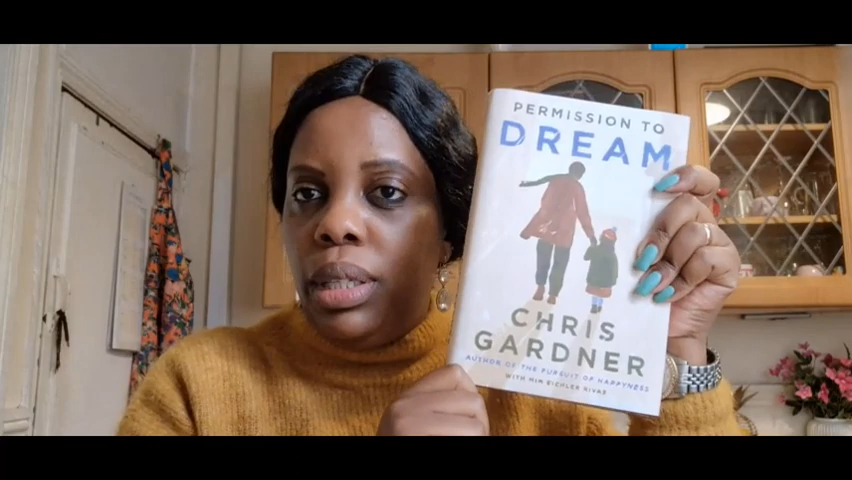 PERMISSION TO
DREAM
CHRIS
GARDNER
AUTHOR OF THE PURSUIT OF HAPPYNESS
WITH MIM EICHLER RIVAS